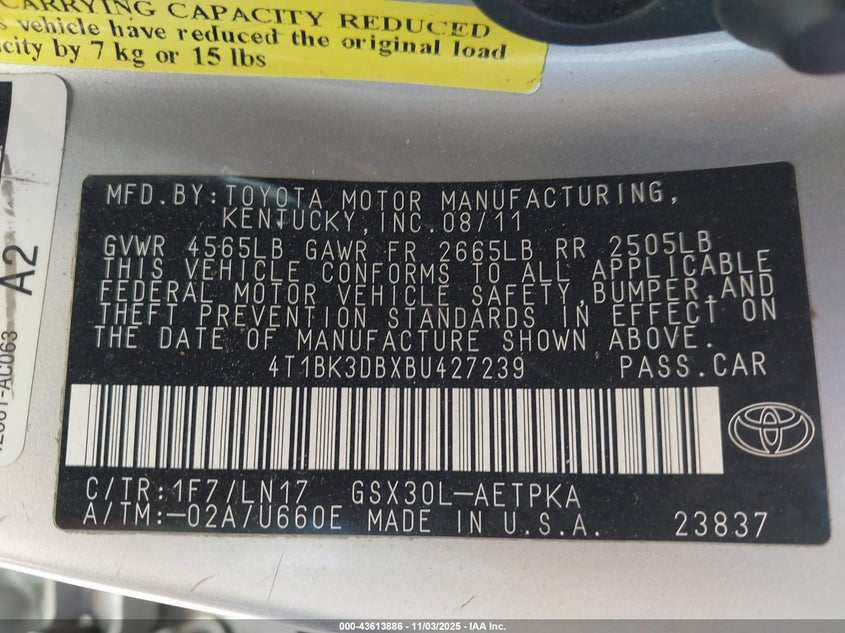 CARRYING CAPACITY REDUCED
vehicle have reduced the original load
by 7 kg or 15 lbs
A2
MFD.BY:TOYOTA MOTOR MANUFACTURING,
KENTUCKY,INC.08/11
GVWR 4565LB GAWR FR 2665LB RR 2505LB
THIS VEHICLE CONFORMS TO ALL APPLICABLE
FEDERAL MOTOR VEHICLE SAFETY,BUMPER,AND
THEFT PREVENTION STANDARDS IN EFFECT ON
THE DATE OF MANUFACTURE SHOWN ABOVE.
4T1BK3DBXBU427239 PASS.CAR
C/TR:1F7/LN17 GSX30L-AETPKA
A/TM:-02A/U660E MADE IN U.S.A. 23837
000-43613886 | 11/03/2025 — IAA Inc.